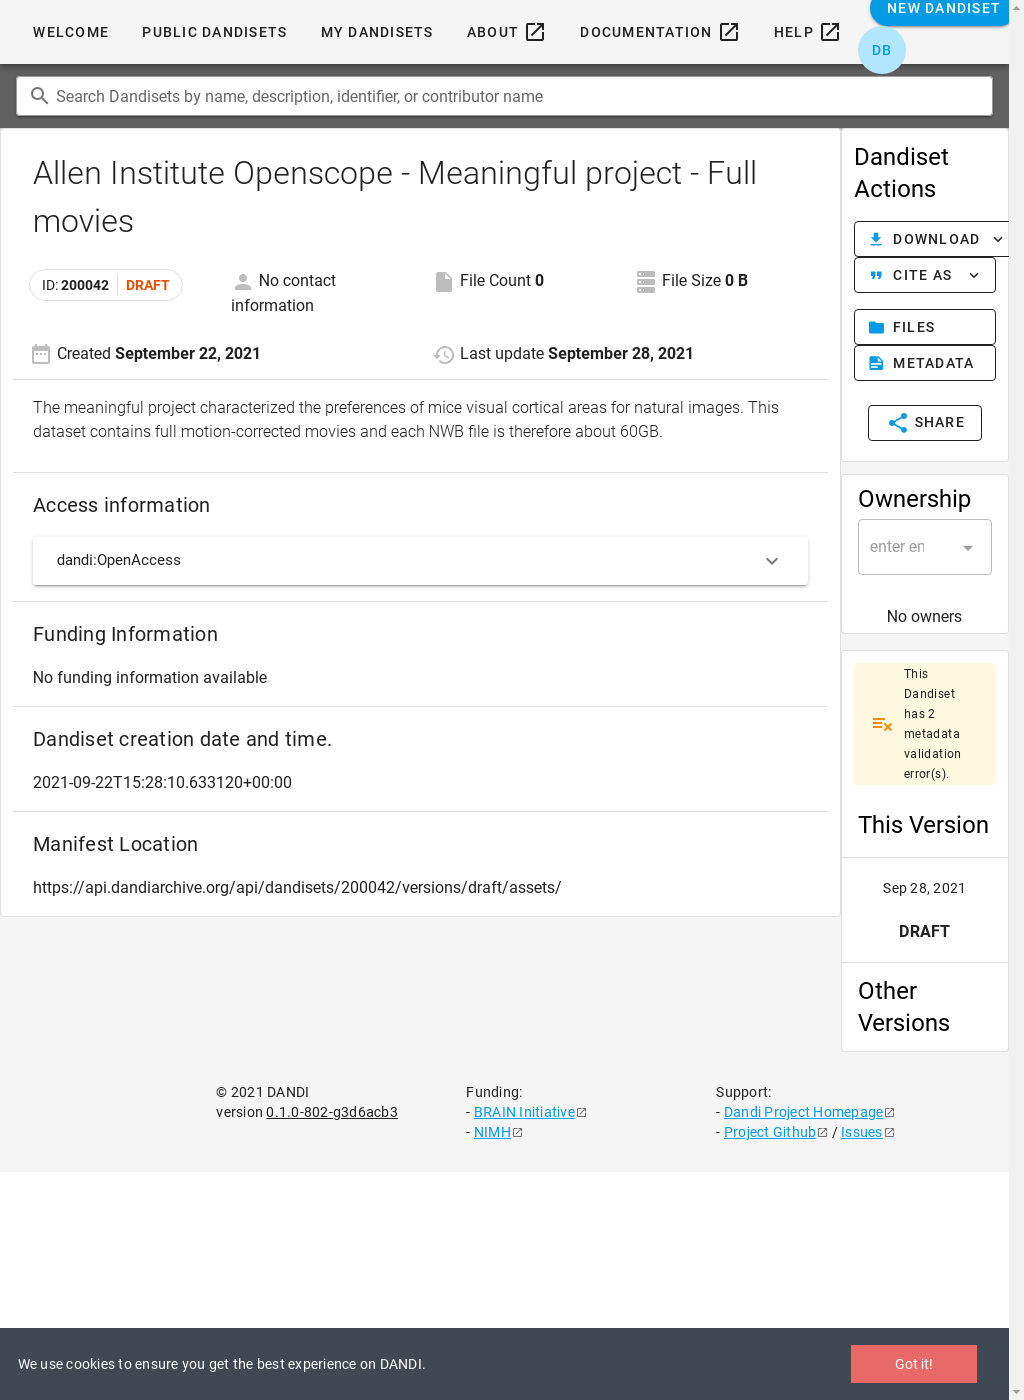 NEW DANDISET
WELCOME
PUBLIC DANDISETS
MY DANDISETS
ABOUT
DOCUMENTATION
HELP
DB
Search Dandisets by name, description, identifier, or contributor name
Allen Institute Openscope - Meaningful project - Full
movies
ID: 200042 DRAFT
No contact
information
File Count 0
File Size 0 B
Created September 22, 2021
Last update September 28, 2021
The meaningful project characterized the preferences of mice visual cortical areas for natural images. This
dataset contains full motion-corrected movies and each NWB file is therefore about 60GB.
Access information
dandi:OpenAccess
Funding Information
No funding information available
Dandiset creation date and time.
2021-09-22T15:28:10.633120+00:00
Manifest Location
https://api.dandiarchive.org/api/dandisets/200042/versions/draft/assets/
Dandiset
Actions
DOWNLOAD
CITE AS
FILES
METADATA
SHARE
Ownership
enter en
No owners
This
Dandiset
has 2
metadata
validation
error(s).
This Version
Sep 28, 2021
DRAFT
Other
Versions
© 2021 DANDI
version 0.1.0-802-g3d6acb3
Funding:
- BRAIN Initiative
- NIMH
Support:
- Dandi Project Homepage
- Project Github / Issues
We use cookies to ensure you get the best experience on DANDI.
Got it!